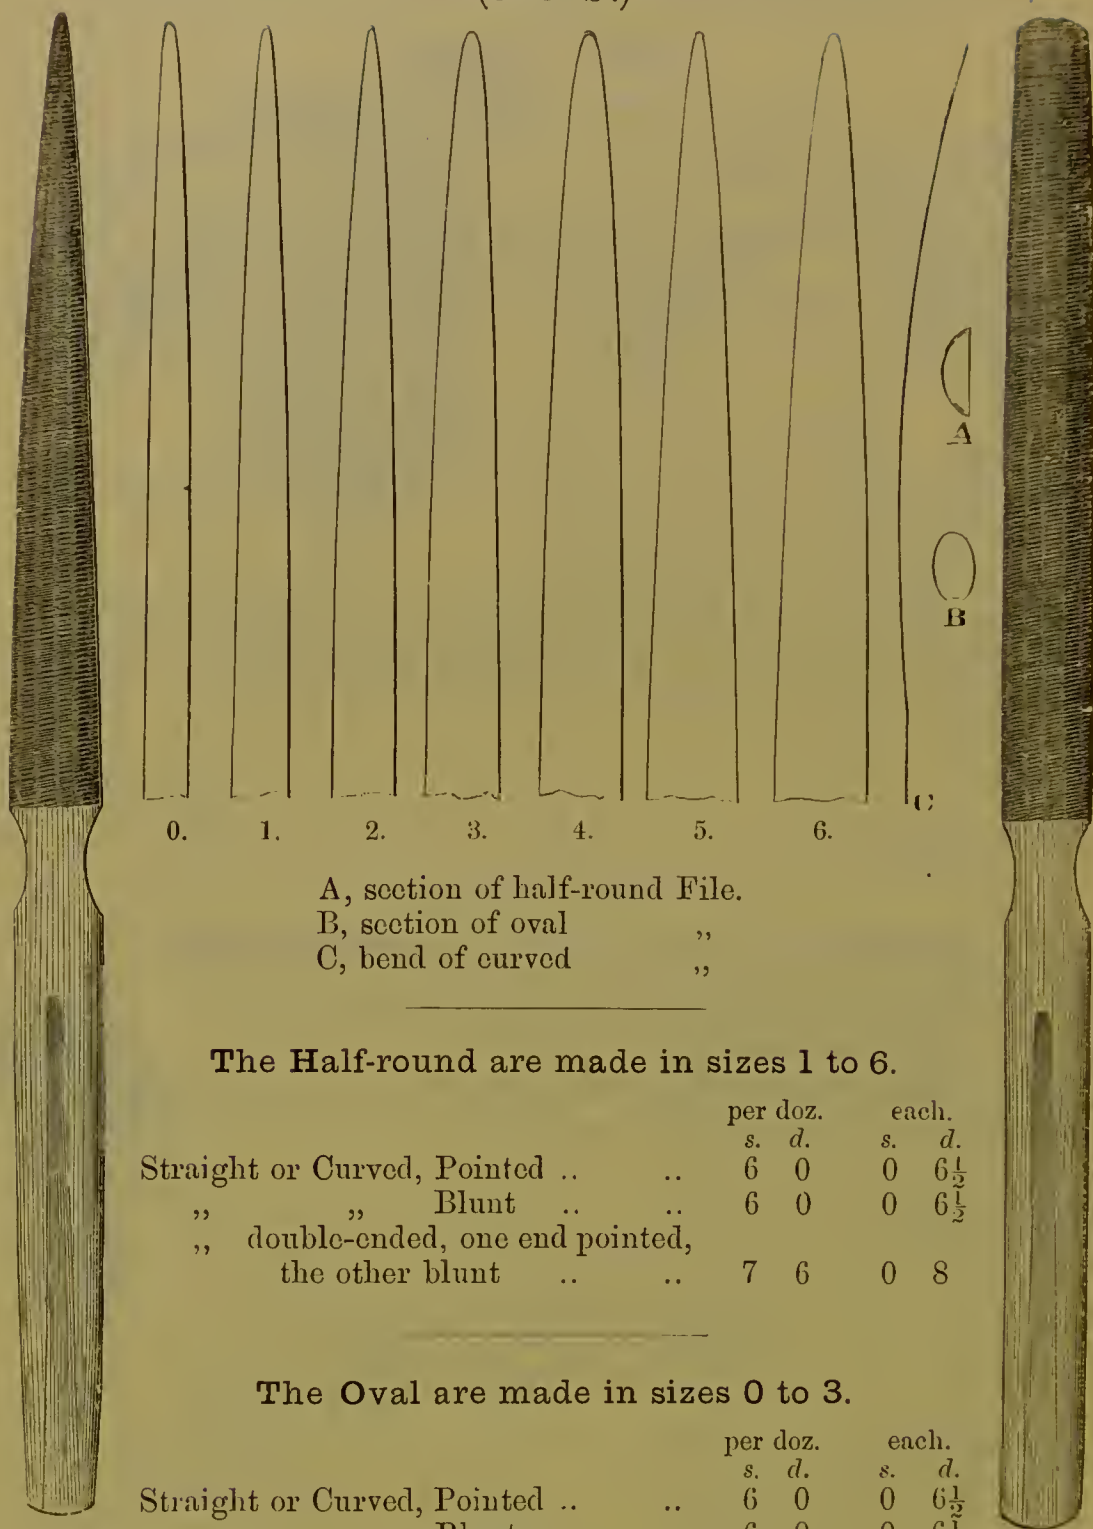 A
B
C
0. 1. 2. 3. 4. 5. 6.
A, section of half-round File.
B, section of oval „
C, bend of curved „
The Half-round are made in sizes 1 to 6.
per doz. each.
s. d. s. d.
Straight or Curved, Pointed .. .. 6 0 0 6½
„ „ Blunt .. .. 6 0 0 6½
„ double-ended, one end pointed,
the other blunt .. .. 7 6 0 8
The Oval are made in sizes 0 to 3.
per doz. each.
s. d. s. d.
Straight or Curved, Pointed .. .. 6 0 0 6½